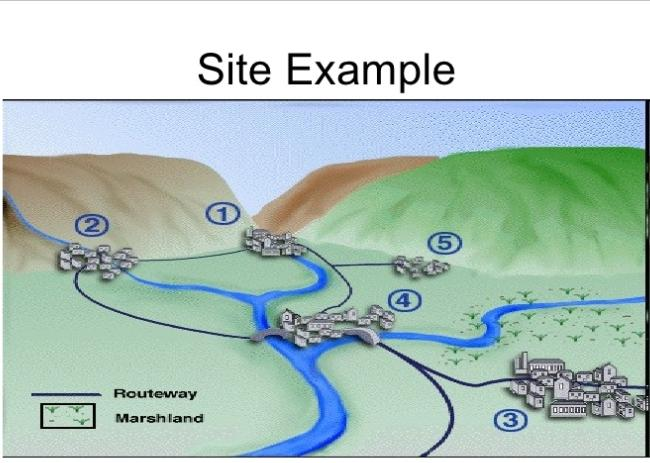 Site Example
①
②
⑤
④
Routeway
Marshland
③